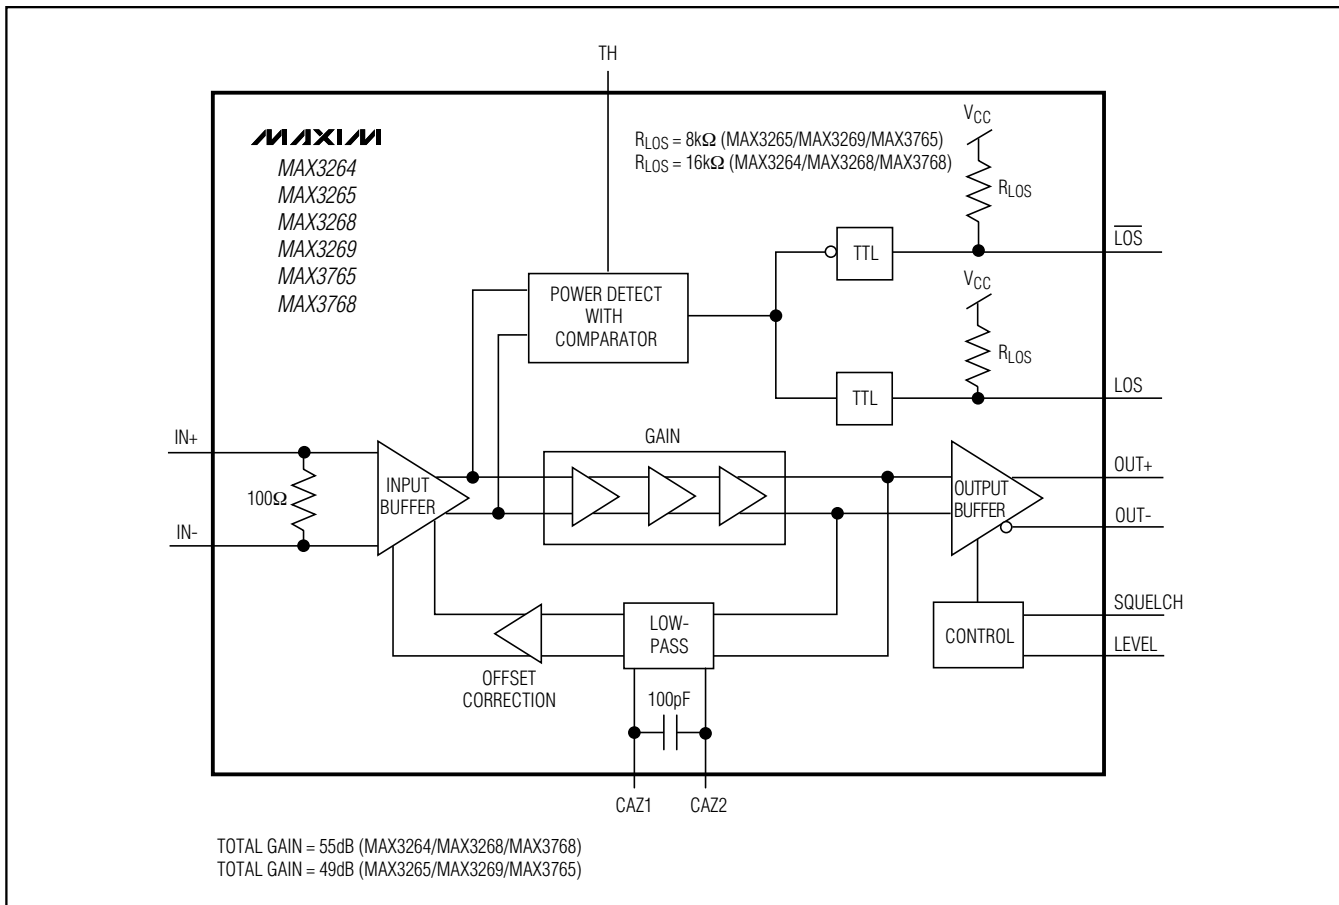 TH
MAXIM
MAX3264
MAX3265
MAX3268
MAX3269
MAX3765
MAX3768
RLOS = 8kΩ (MAX3265/MAX3269/MAX3765)
RLOS = 16kΩ (MAX3264/MAX3268/MAX3768)
VCC
RLOS
TTL
LOS
POWER DETECT
WITH
COMPARATOR
VCC
RLOS
TTL
LOS
IN+
100Ω
IN-
INPUT
BUFFER
GAIN
OUTPUT
BUFFER
OUT+
OUT-
OFFSET
CORRECTION
LOW-
PASS
100pF
CONTROL
SQUELCH
LEVEL
CAZ1
CAZ2
TOTAL GAIN = 55dB (MAX3264/MAX3268/MAX3768)
TOTAL GAIN = 49dB (MAX3265/MAX3269/MAX3765)